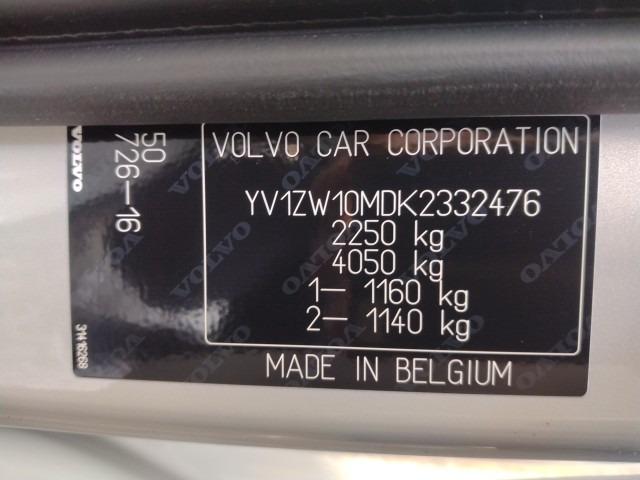 VOLVO CAR CORPORATION
YV1ZW10MDK2332476
2250 kg
4050 kg
1– 1160 kg
2– 1140 kg
MADE IN BELGIUM
50
726–16
VOLVO
31416268